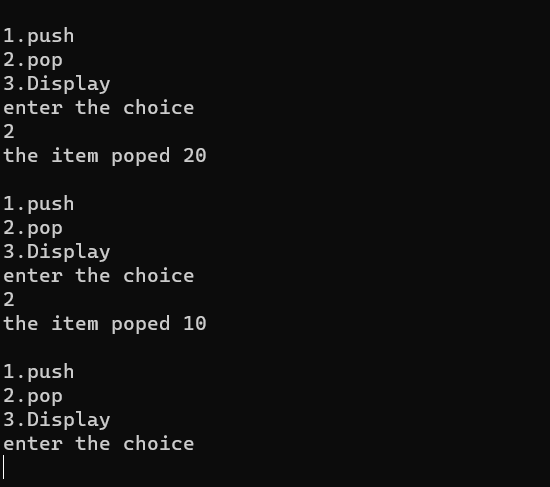 1.push
2.pop
3.Display
enter the choice
2
the item poped 20
1.push
2.pop
3.Display
enter the choice
2
the item poped 10
1.push
2.pop
3.Display
enter the choice